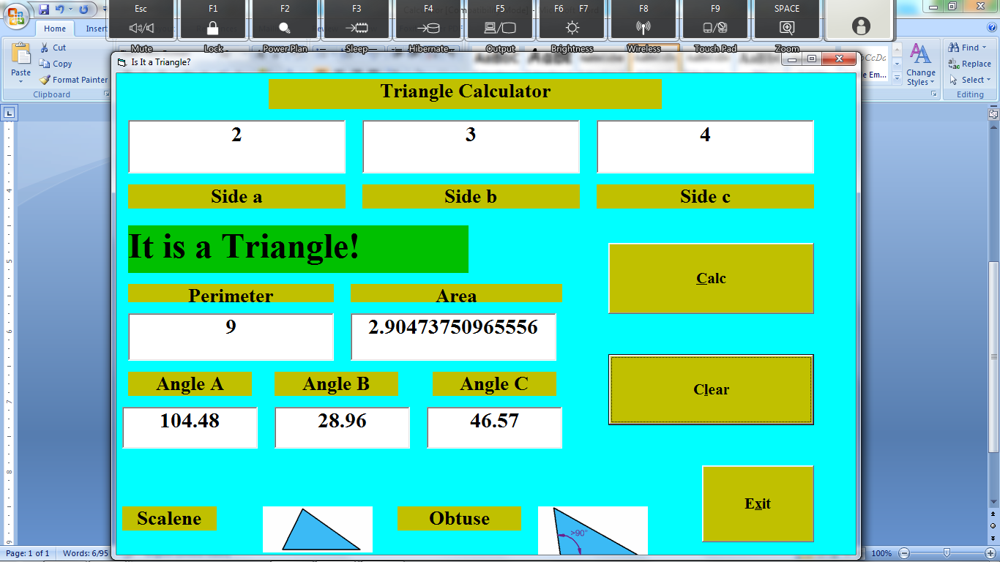 Esc F1 F2 F3 F4 F5 F6 F7 F8 F9 SPACE
Mute Lock Power Plan Sleep Hibernate Output Brightness Wireless Touch Pad Zoom
Home Insert
Paste
Cut
Copy
Format Painter
Clipboard
Change Styles
Find
Replace
Select
Editing
Is It a Triangle?
Triangle Calculator
2 3 4
Side a Side b Side c
It is a Triangle!
Calc
Perimeter Area
9 2.90473750965556
Clear
Angle A Angle B Angle C
104.48 28.96 46.57
Exit
Scalene Obtuse
>90°
Page: 1 of 1 Words: 6/95 100%